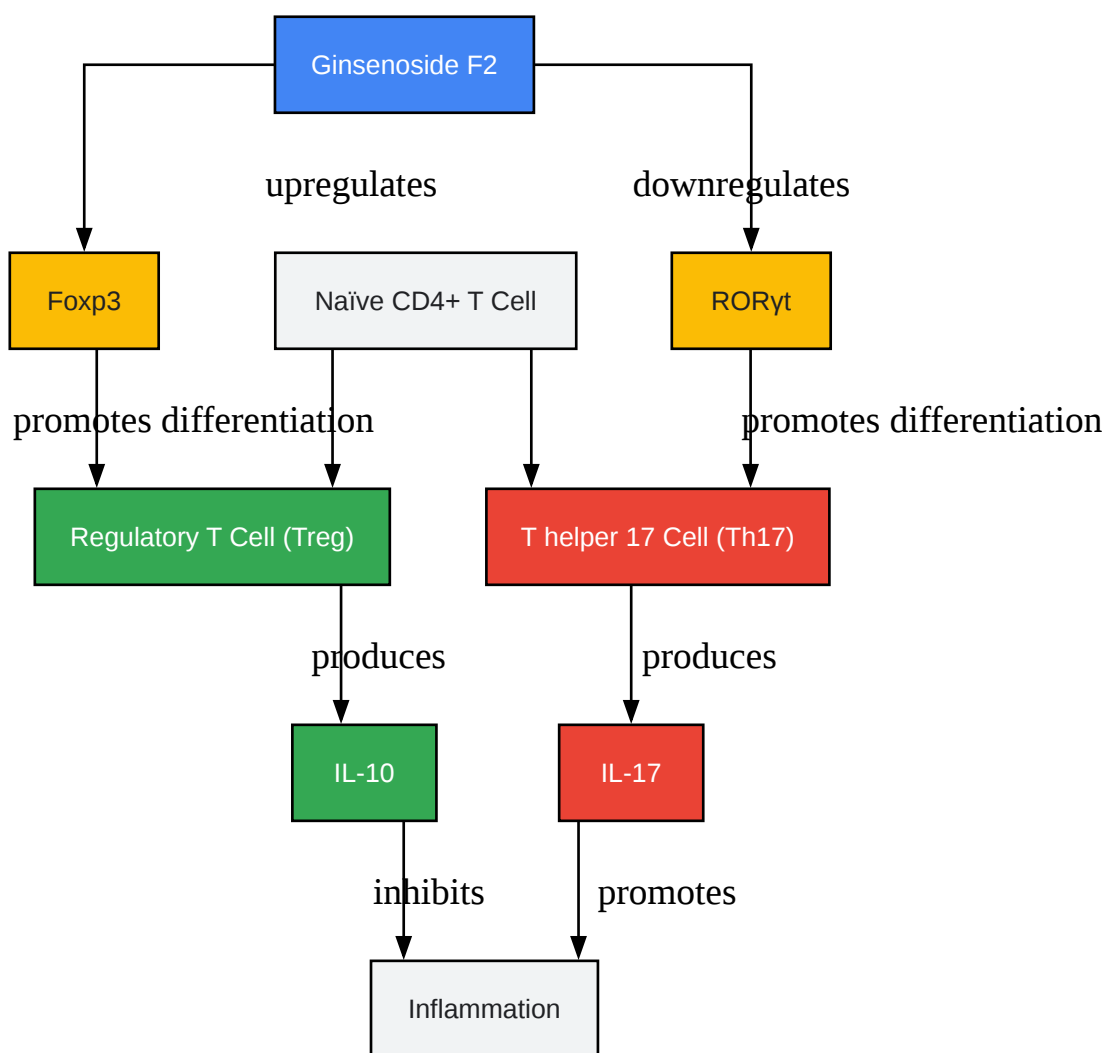 Ginsenoside F2
upregulates
downregulates
Foxp3
Naïve CD4+ T Cell
RORγt
promotes differentiation
promotes differentiation
Regulatory T Cell (Treg)
T helper 17 Cell (Th17)
produces
produces
IL-10
IL-17
inhibits
promotes
Inflammation